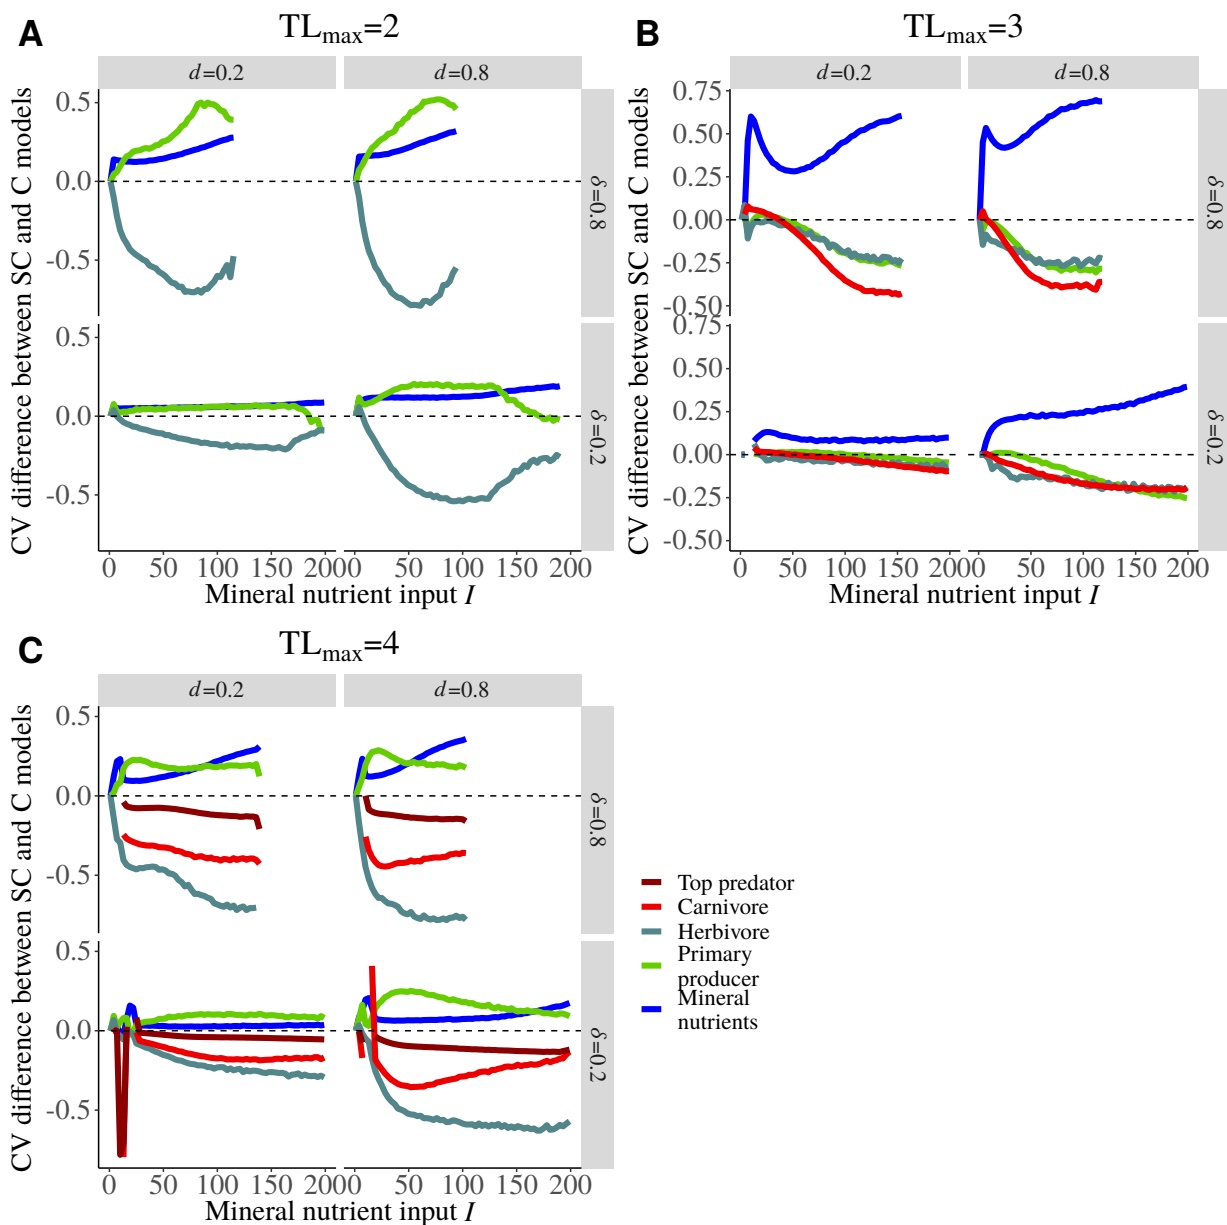 A
TLmax=2
d=0.2
d=0.8
CV difference between SC and C models
0.5
0.0
-0.5
δ=0.8
0.5
0.0
-0.5
δ=0.2
0 50 100 150 200
50 100 150 200
Mineral nutrient input I
B
TLmax=3
d=0.2
d=0.8
CV difference between SC and C models
0.75
0.50
0.25
0.00
-0.25
-0.50
δ=0.8
0.75
0.50
0.25
0.00
-0.25
-0.50
δ=0.2
0 50 100 150
0 50 100 150 200
Mineral nutrient input I
C
TLmax=4
d=0.2
d=0.8
CV difference between SC and C models
0.5
0.0
-0.5
δ=0.8
0.5
0.0
-0.5
δ=0.2
0 50 100 150 200
50 100 150 200
Mineral nutrient input I
Top predator
Carnivore
Herbivore
Primary
producer
Mineral
nutrients